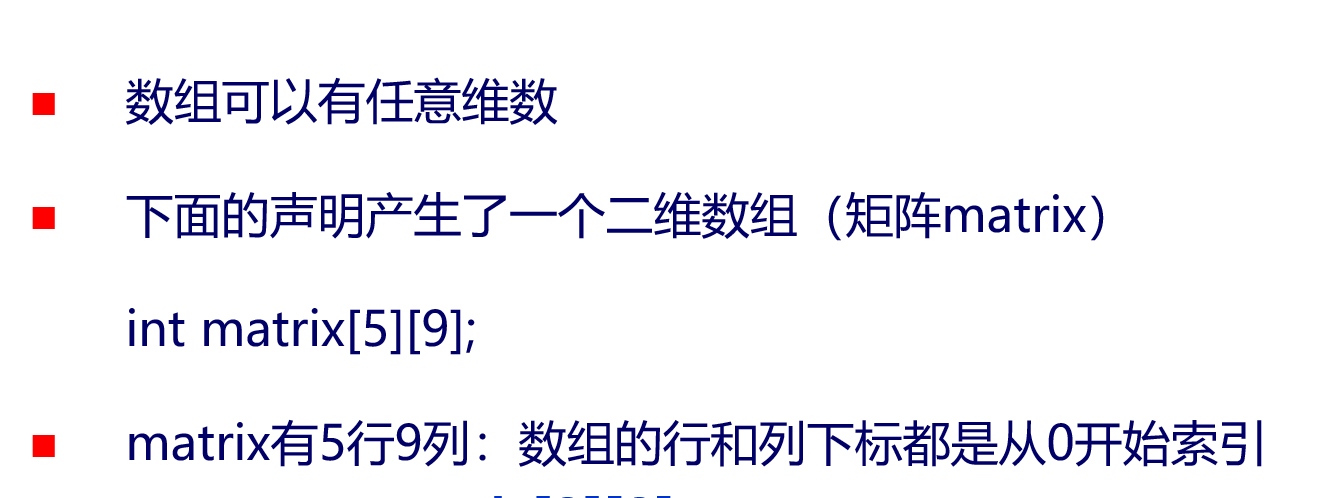 数组可以有任意维数
下面的声明产生了一个二维数组（矩阵matrix）
int matrix[5][9];
matrix有5行9列：数组的行和列下标都是从0开始索引